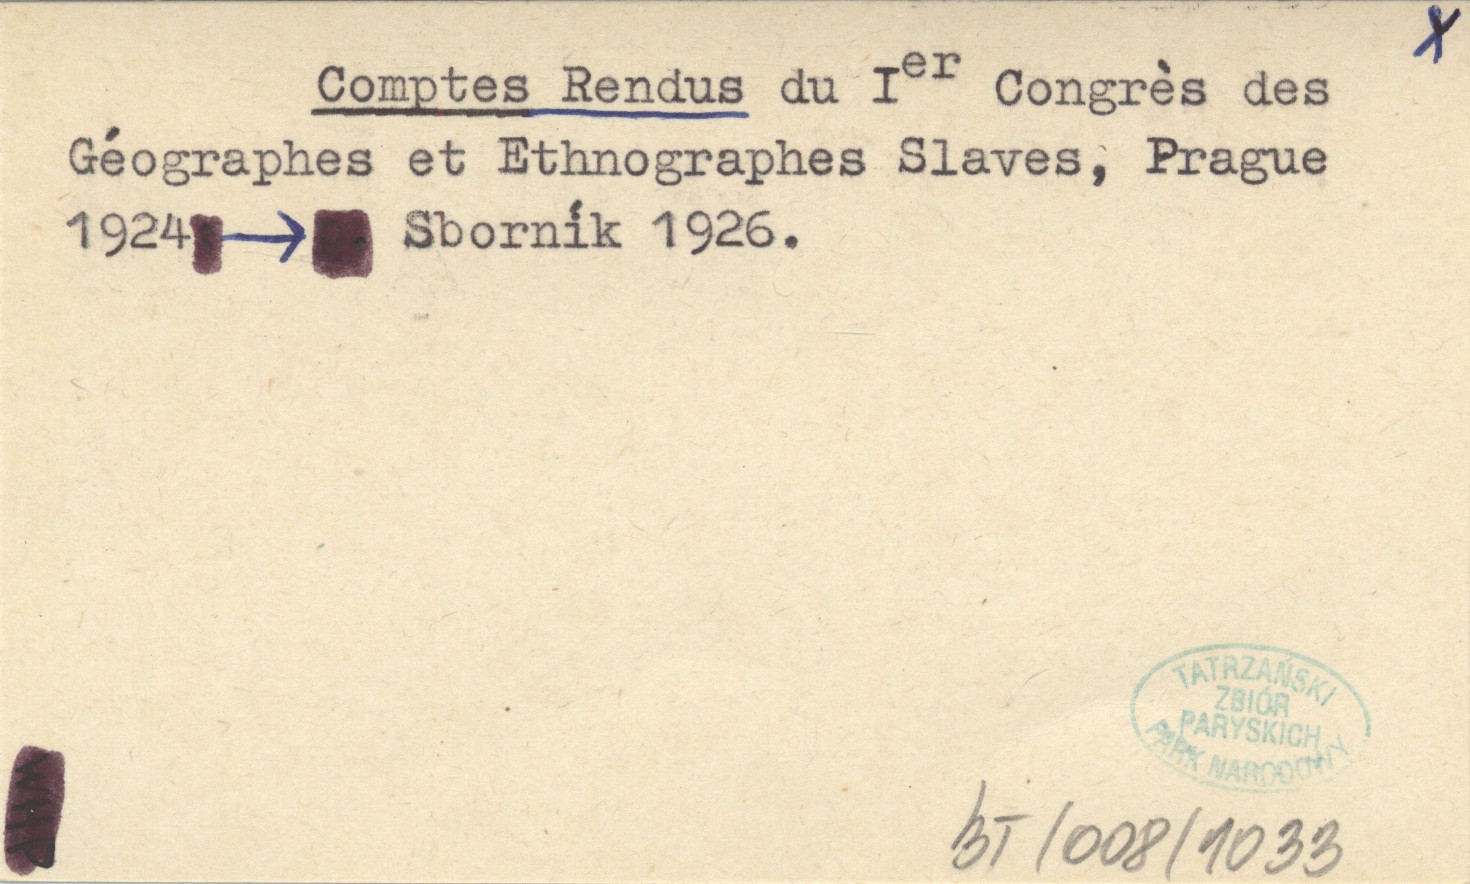 X
Comptes Rendus du Ier Congrès des
Géographes et Ethnographes Slaves, Prague
1924 → Sborník 1926.
TATRZAŃSKI
ZBIÓR
PARYSKICH
PARK NARODOWY
BT/008/1033